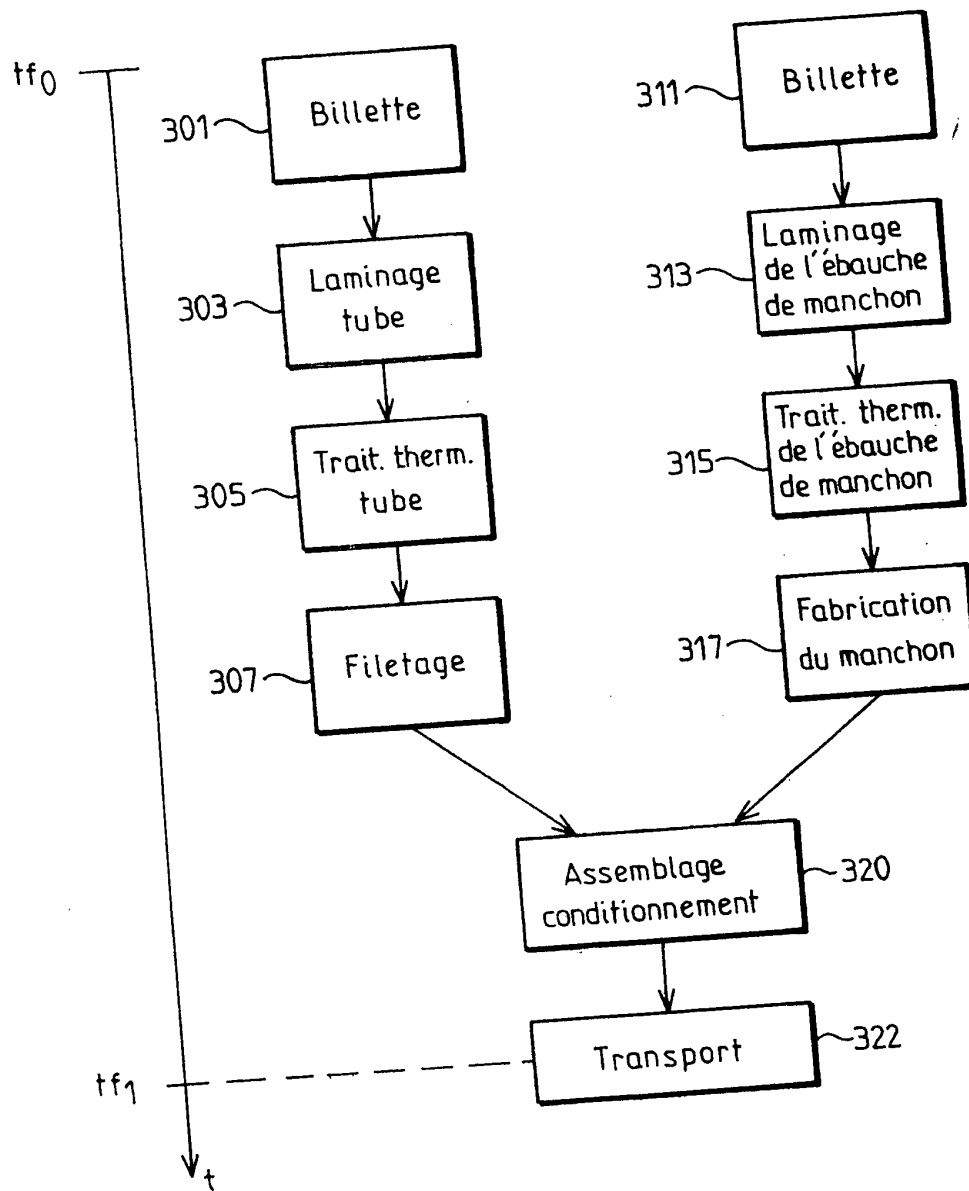 tf0
301
Billette
303
Laminage
tube
305
Trait. therm.
tube
307
Filetage
311
Billette
313
Laminage
de l'ébauche
de manchon
315
Trait. therm.
de l'ébauche
de manchon
317
Fabrication
du manchon
Assemblage
conditionnement
320
Transport
322
tf1
t